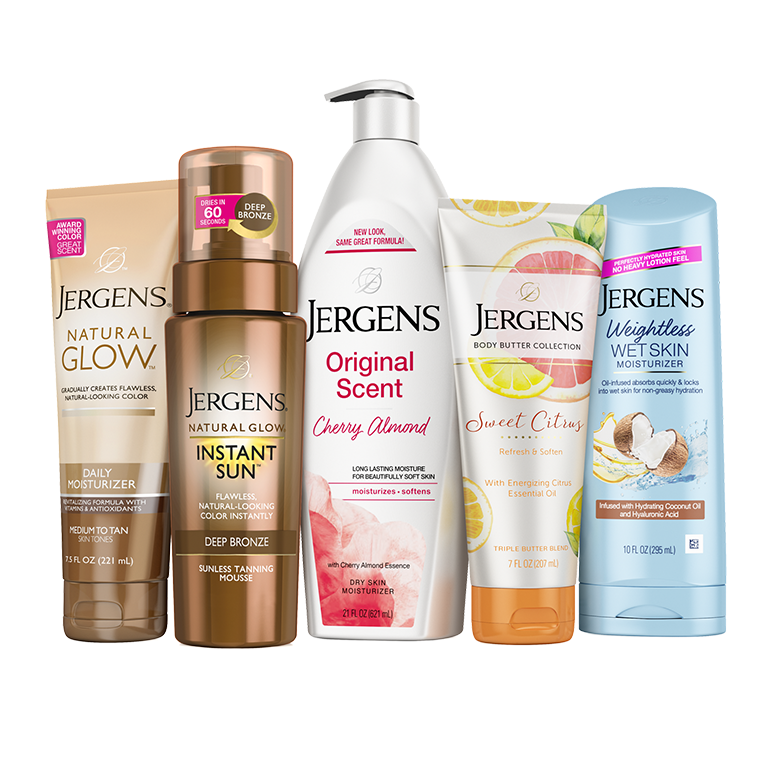 AWARD
WINNING
COLOR
GREAT
SCENT
JERGENS®
NATURAL
GLOW™
GRADUALLY CREATES FLAWLESS,
NATURAL-LOOKING COLOR
DAILY
MOISTURIZER
REVITALIZING FORMULA WITH
VITAMINS & ANTIOXIDANTS
MEDIUM TO TAN
SKIN TONES
7.5 FL OZ (221 mL)
DRIES IN
60
SECONDS
DEEP
BRONZE
JERGENS®
NATURAL GLOW
INSTANT
SUN™
FLAWLESS,
NATURAL-LOOKING
COLOR INSTANTLY
DEEP BRONZE
SUNLESS TANNING
MOUSSE
NEW LOOK,
SAME GREAT FORMULA!
JERGENS
Original
Scent
Cherry Almond
LONG LASTING MOISTURE
FOR BEAUTIFULLY SOFT SKIN
moisturizes • softens
with Cherry Almond Essence
DRY SKIN
MOISTURIZER
21 FL OZ (621 mL)
JERGENS
BODY BUTTER COLLECTION
Sweet Citrus
Refresh & Soften
With Energizing Citrus
Essential Oil
TRIPLE BUTTER BLEND
7 FL OZ (207 mL)
PERFECTLY HYDRATED SKIN
NO HEAVY LOTION FEEL
JERGENS
Weightless
WET SKIN
MOISTURIZER
Oil-infused absorbs quickly & locks
into wet skin for non-greasy hydration
Infused with Hydrating Coconut Oil
and Hyaluronic Acid
10 FL OZ (295 mL)